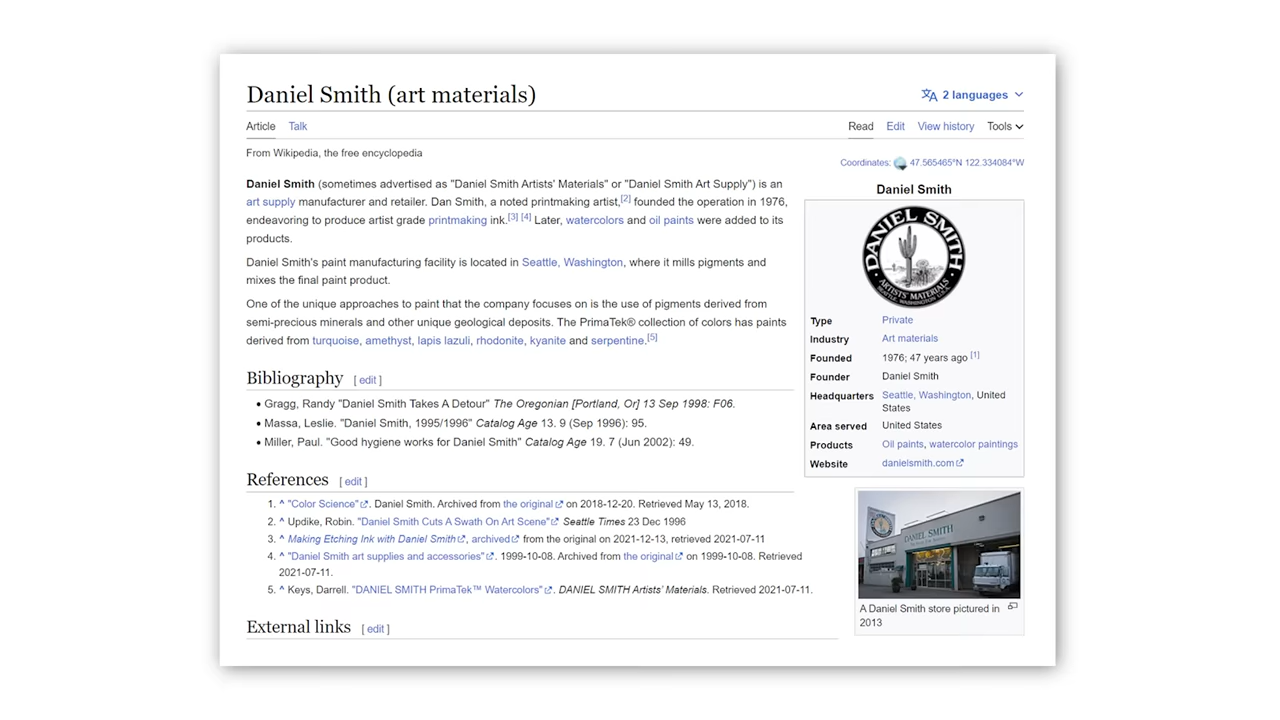 Daniel Smith (art materials)
2 languages
Article Talk
Read Edit View history Tools
From Wikipedia, the free encyclopedia
Coordinates: 47.565465°N 122.334084°W
Daniel Smith (sometimes advertised as "Daniel Smith Artists' Materials" or "Daniel Smith Art Supply") is an
art supply manufacturer and retailer. Dan Smith, a noted printmaking artist,[2] founded the operation in 1976,
endeavoring to produce artist grade printmaking ink.[3] [4] Later, watercolors and oil paints were added to its
products.
Daniel Smith's paint manufacturing facility is located in Seattle, Washington, where it mills pigments and
mixes the final paint product.
One of the unique approaches to paint that the company focuses on is the use of pigments derived from
semi-precious minerals and other unique geological deposits. The PrimaTek® collection of colors has paints
derived from turquoise, amethyst, lapis lazuli, rhodonite, kyanite and serpentine.[5]
Bibliography [ edit ]
• Gragg, Randy "Daniel Smith Takes A Detour" The Oregonian [Portland, Or] 13 Sep 1998: F06.
• Massa, Leslie. "Daniel Smith, 1995/1996" Catalog Age 13. 9 (Sep 1996): 95.
• Miller, Paul. "Good hygiene works for Daniel Smith" Catalog Age 19. 7 (Jun 2002): 49.
References [ edit ]
1. ^ "Color Science". Daniel Smith. Archived from the original on 2018-12-20. Retrieved May 13, 2018.
2. ^ Updike, Robin. "Daniel Smith Cuts A Swath On Art Scene" Seattle Times 23 Dec 1996
3. ^ Making Etching Ink with Daniel Smith, archived from the original on 2021-12-13, retrieved 2021-07-11
4. ^ "Daniel Smith art supplies and accessories". 1999-10-08. Archived from the original on 1999-10-08. Retrieved
2021-07-11.
5. ^ Keys, Darrell. "DANIEL SMITH PrimaTek™ Watercolors". DANIEL SMITH Artists' Materials. Retrieved 2021-07-11.
External links [ edit ]
Daniel Smith
DANIEL SMITH
ARTISTS' MATERIALS
SEATTLE, WASHINGTON U.S.A.
Type Private
Industry Art materials
Founded 1976; 47 years ago [1]
Founder Daniel Smith
Headquarters Seattle, Washington, United
States
Area served United States
Products Oil paints, watercolor paintings
Website danielsmith.com
DANIEL SMITH
A Daniel Smith store pictured in
2013